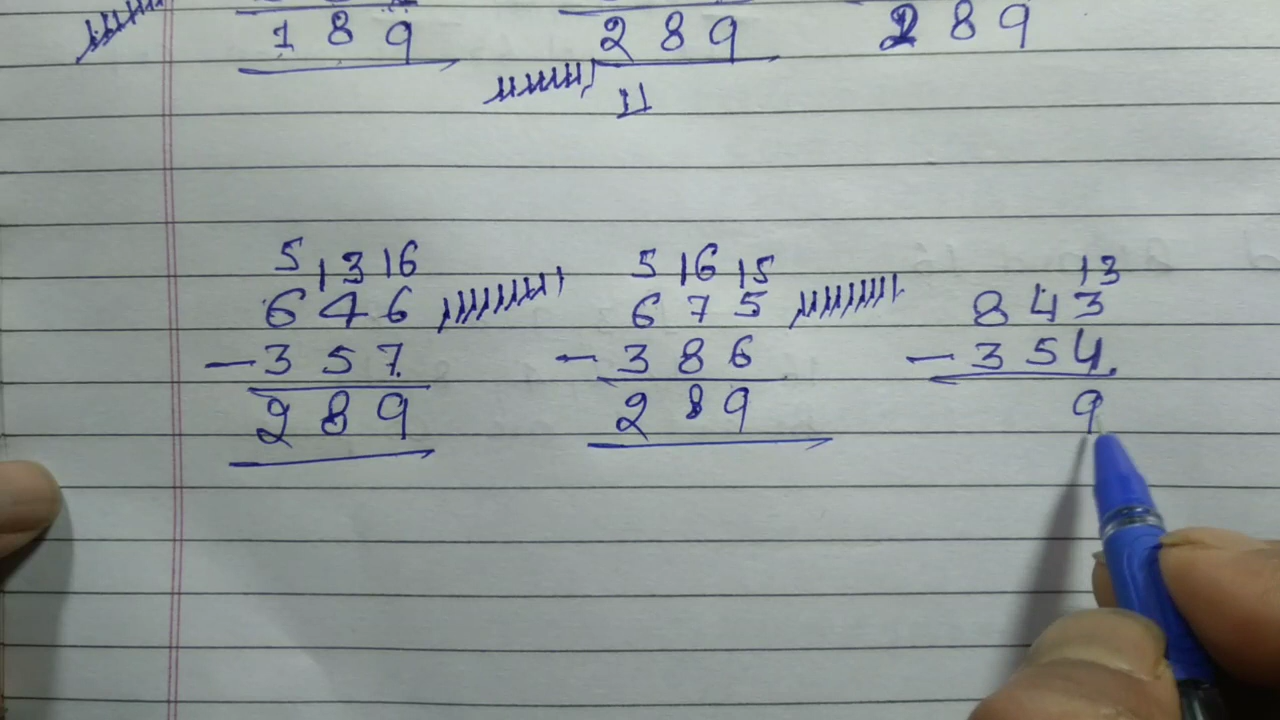 1 8 9 2 8 9 2 8 9
11
5 13 16 5 16 15 13
6 4 6 6 7 5 8 4 3
- 3 5 7 - 3 8 6 - 3 5 4
2 8 9 2 8 9 9